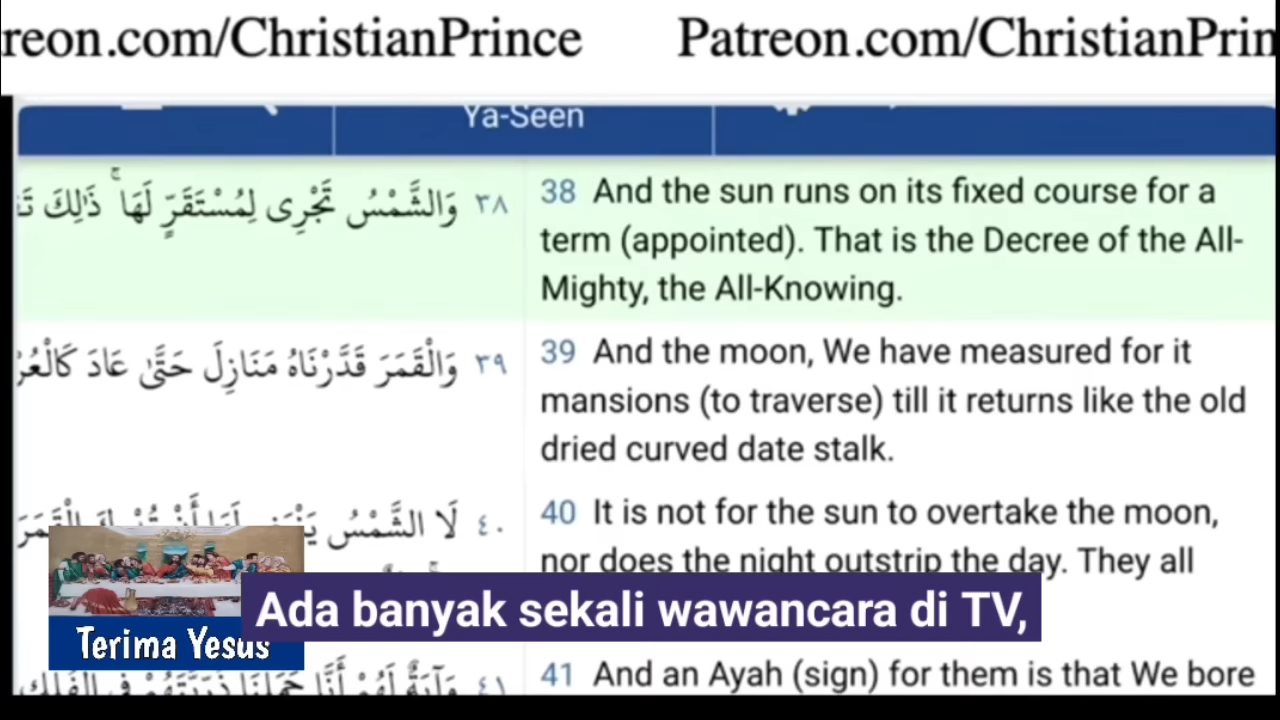 reon.com/ChristianPrince Patreon.com/ChristianPrin
Ya-Seen
وَالشَّمْسُ تَجْرِى لِمُسْتَقَرٍّ لَهَا ۚ ذَٰلِكَ ٣٨
38 And the sun runs on its fixed course for a
term (appointed). That is the Decree of the All-
Mighty, the All-Knowing.
وَالْقَمَرَ قَدَّرْنَاهُ مَنَازِلَ حَتَّىٰ عَادَ ٣٩
39 And the moon, We have measured for it
mansions (to traverse) till it returns like the old
dried curved date stalk.
لَا الشَّمْسُ ٤٠
40 It is not for the sun to overtake the moon,
nor does the night outstrip the day. They all
Ada banyak sekali wawancara di TV,
Terima Yesus
٤١
41 And an Ayah (sign) for them is that We bore